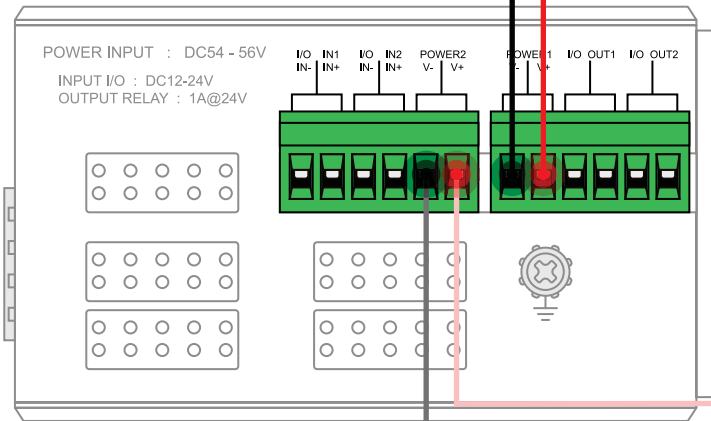 POWER INPUT : DC54 - 56V
INPUT I/O : DC12-24V
OUTPUT RELAY : 1A@24V
I/O IN1 I/O IN2 POWER2 POWER1 I/O OUT1 I/O OUT2
IN- IN+ IN- IN+ V- V+ V- V+